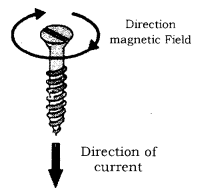 Direction
magnetic Field
Direction of
current